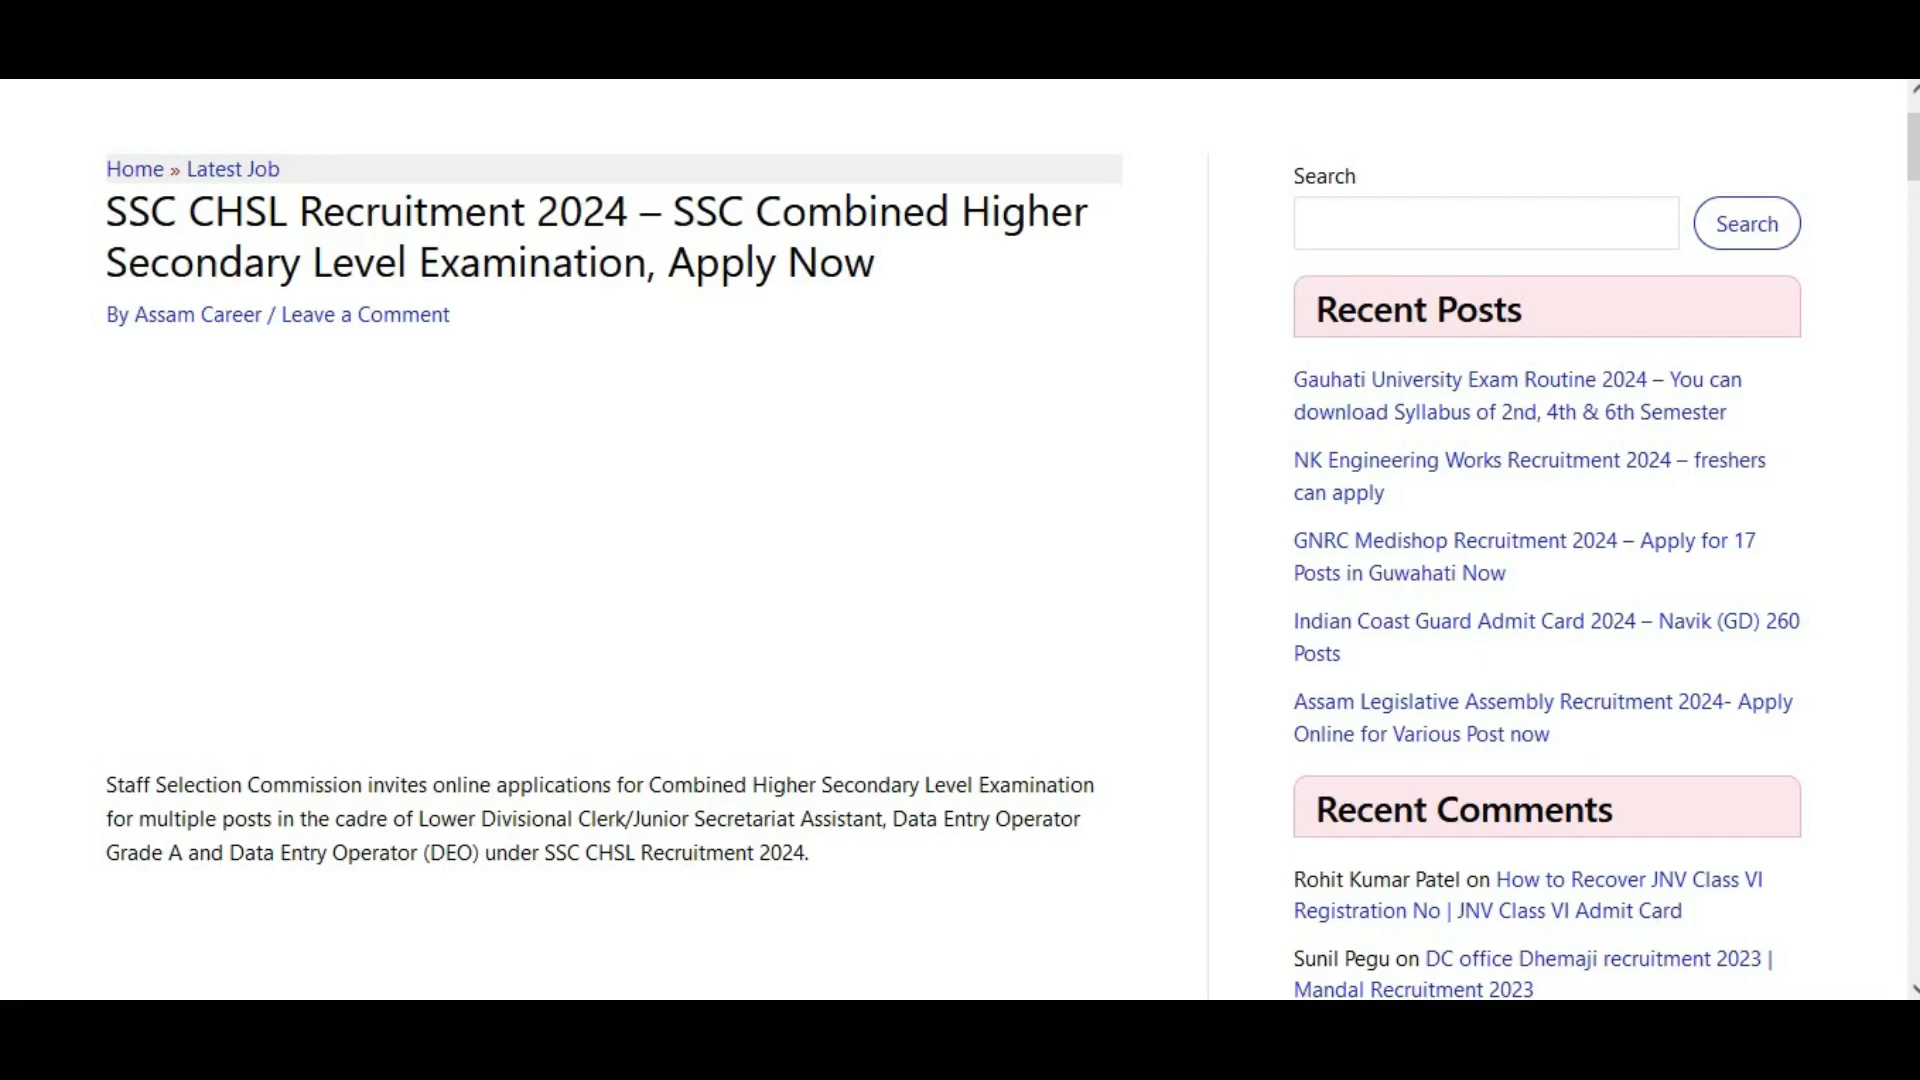 Home » Latest Job
SSC CHSL Recruitment 2024 – SSC Combined Higher
Secondary Level Examination, Apply Now
By Assam Career / Leave a Comment
Staff Selection Commission invites online applications for Combined Higher Secondary Level Examination
for multiple posts in the cadre of Lower Divisional Clerk/Junior Secretariat Assistant, Data Entry Operator
Grade A and Data Entry Operator (DEO) under SSC CHSL Recruitment 2024.
Search
Search
Recent Posts
Gauhati University Exam Routine 2024 – You can
download Syllabus of 2nd, 4th & 6th Semester
NK Engineering Works Recruitment 2024 – freshers
can apply
GNRC Medishop Recruitment 2024 – Apply for 17
Posts in Guwahati Now
Indian Coast Guard Admit Card 2024 – Navik (GD) 260
Posts
Assam Legislative Assembly Recruitment 2024- Apply
Online for Various Post now
Recent Comments
Rohit Kumar Patel on How to Recover JNV Class VI
Registration No | JNV Class VI Admit Card
Sunil Pegu on DC office Dhemaji recruitment 2023 |
Mandal Recruitment 2023